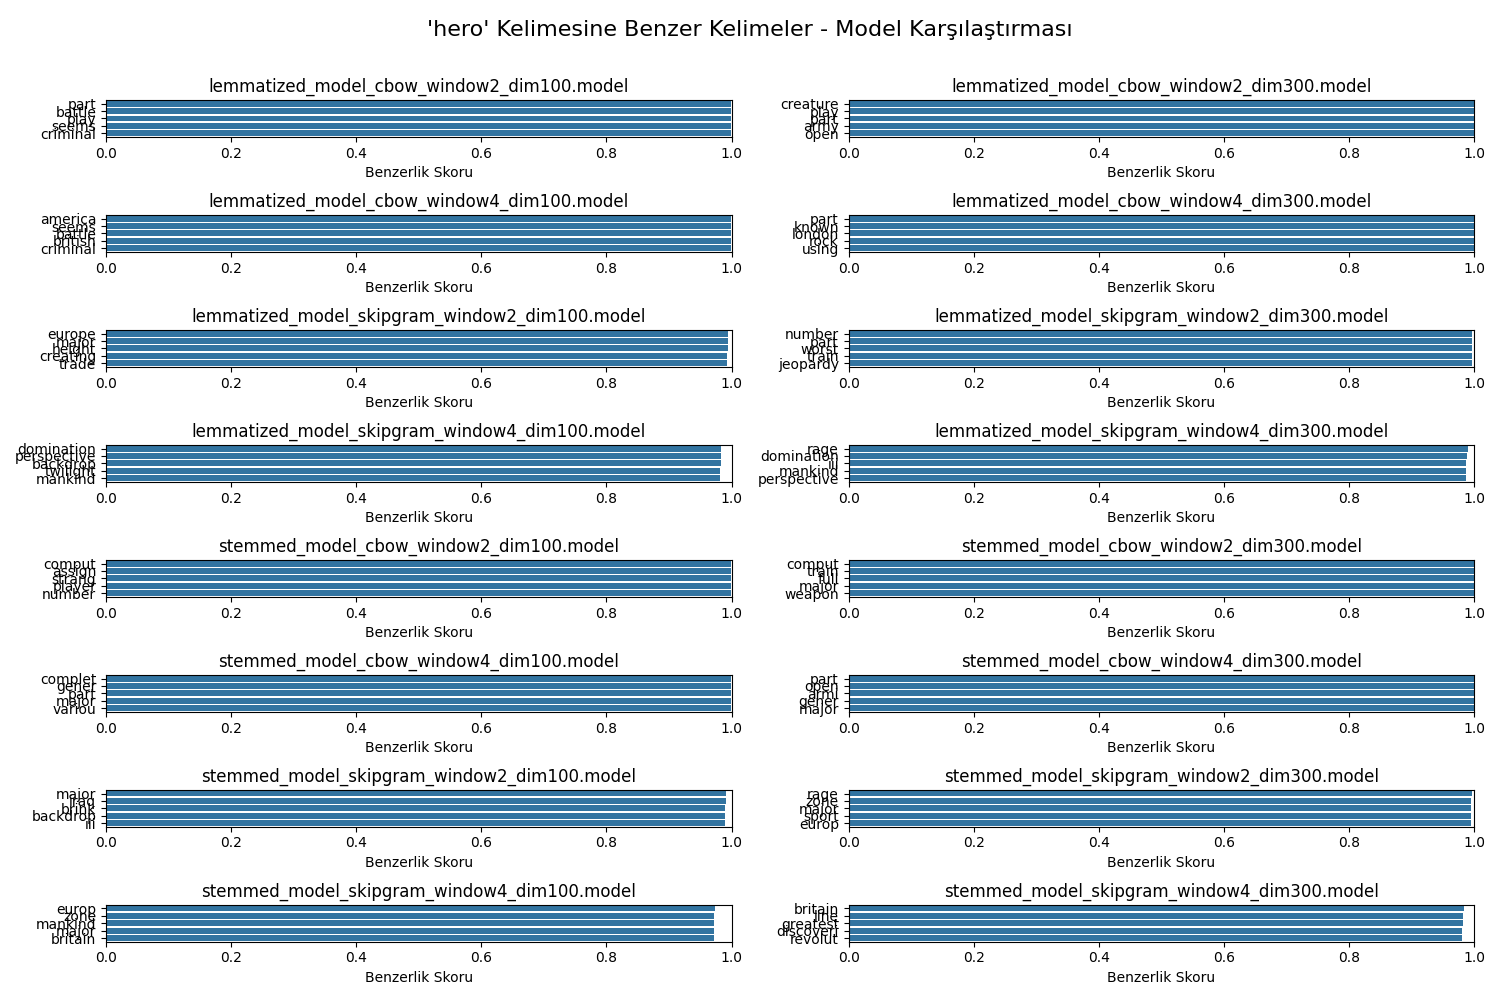 'hero' Kelimesine Benzer Kelimeler - Model Karşılaştırması
lemmatized_model_cbow_window2_dim100.model
part
battle
play
seems
criminal
0.0 0.2 0.4 0.6 0.8 1.0
Benzerlik Skoru
lemmatized_model_cbow_window2_dim300.model
creature
play
part
army
open
0.0 0.2 0.4 0.6 0.8 1.0
Benzerlik Skoru
lemmatized_model_cbow_window4_dim100.model
america
seems
battle
british
criminal
0.0 0.2 0.4 0.6 0.8 1.0
Benzerlik Skoru
lemmatized_model_cbow_window4_dim300.model
part
known
london
rock
using
0.0 0.2 0.4 0.6 0.8 1.0
Benzerlik Skoru
lemmatized_model_skipgram_window2_dim100.model
europe
major
height
creating
trade
0.0 0.2 0.4 0.6 0.8 1.0
Benzerlik Skoru
lemmatized_model_skipgram_window2_dim300.model
number
part
worst
train
jeopardy
0.0 0.2 0.4 0.6 0.8 1.0
Benzerlik Skoru
lemmatized_model_skipgram_window4_dim100.model
domination
perspective
backdrop
twilight
mankind
0.0 0.2 0.4 0.6 0.8 1.0
Benzerlik Skoru
lemmatized_model_skipgram_window4_dim300.model
rage
domination
iii
mankind
perspective
0.0 0.2 0.4 0.6 0.8 1.0
Benzerlik Skoru
stemmed_model_cbow_window2_dim100.model
comput
assign
strang
player
number
0.0 0.2 0.4 0.6 0.8 1.0
Benzerlik Skoru
stemmed_model_cbow_window2_dim300.model
comput
train
full
major
weapon
0.0 0.2 0.4 0.6 0.8 1.0
Benzerlik Skoru
stemmed_model_cbow_window4_dim100.model
complet
gener
part
major
variou
0.0 0.2 0.4 0.6 0.8 1.0
Benzerlik Skoru
stemmed_model_cbow_window4_dim300.model
part
open
armi
gener
major
0.0 0.2 0.4 0.6 0.8 1.0
Benzerlik Skoru
stemmed_model_skipgram_window2_dim100.model
major
brink
backdrop
iii
0.0 0.2 0.4 0.6 0.8 1.0
Benzerlik Skoru
stemmed_model_skipgram_window2_dim300.model
rage
zone
major
sport
europ
0.0 0.2 0.4 0.6 0.8 1.0
Benzerlik Skoru
stemmed_model_skipgram_window4_dim100.model
europ
zone
mankind
major
britain
0.0 0.2 0.4 0.6 0.8 1.0
Benzerlik Skoru
stemmed_model_skipgram_window4_dim300.model
britain
line
greatest
discoveri
revolut
0.0 0.2 0.4 0.6 0.8 1.0
Benzerlik Skoru